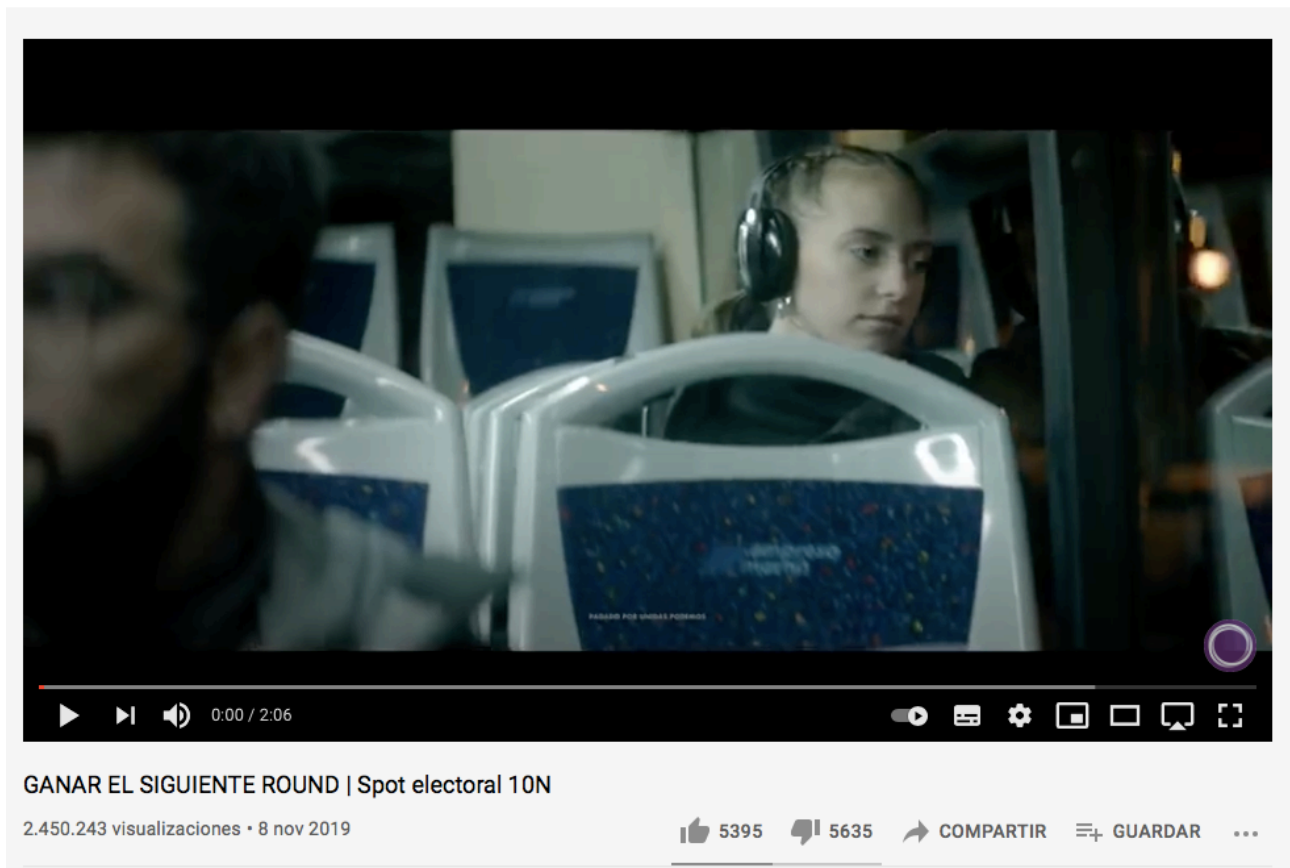 PAGADO POR UNIDAS PODEMOS
0:00 / 2:06
GANAR EL SIGUIENTE ROUND | Spot electoral 10N
2.450.243 visualizaciones • 8 nov 2019
5395
5635
COMPARTIR
GUARDAR